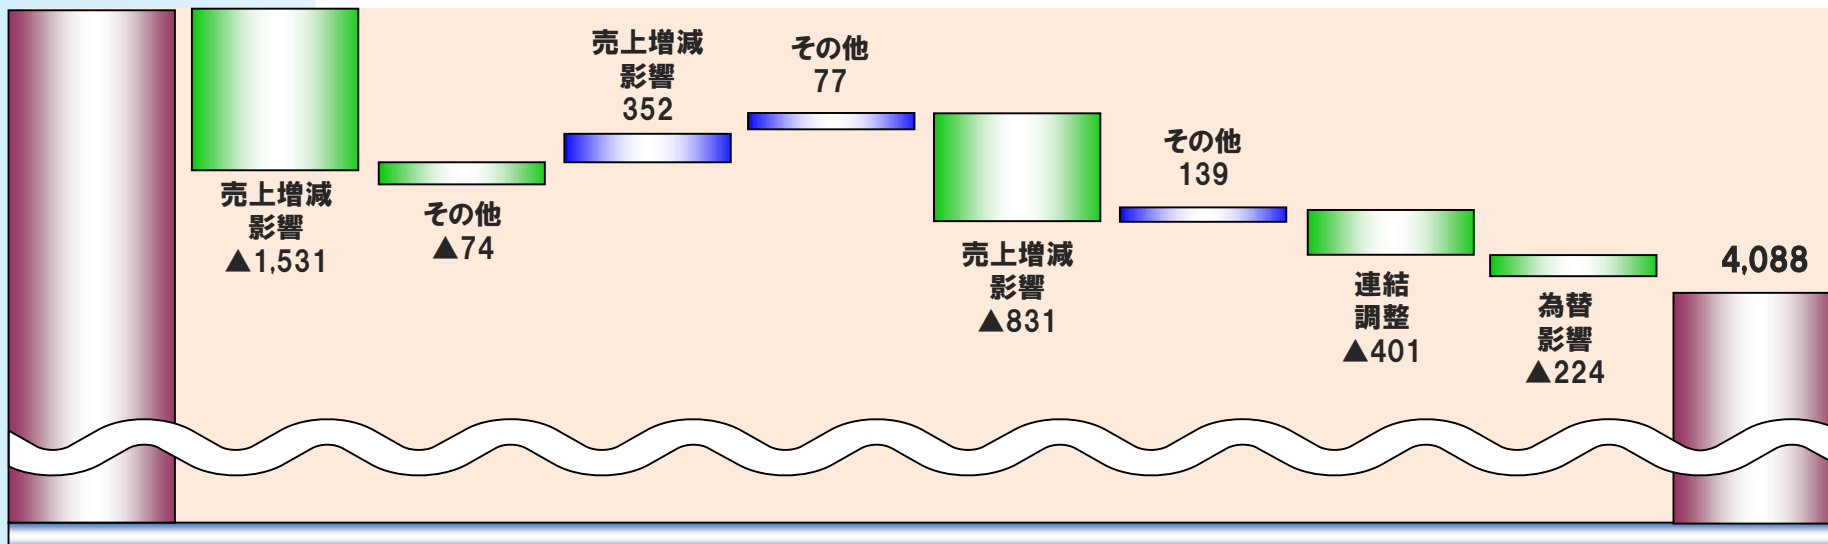 売上増減
影響
▲1,531
その他
▲74
売上増減
影響
352
その他
77
売上増減
影響
▲831
その他
139
連結
調整
▲401
為替
影響
▲224
4,088